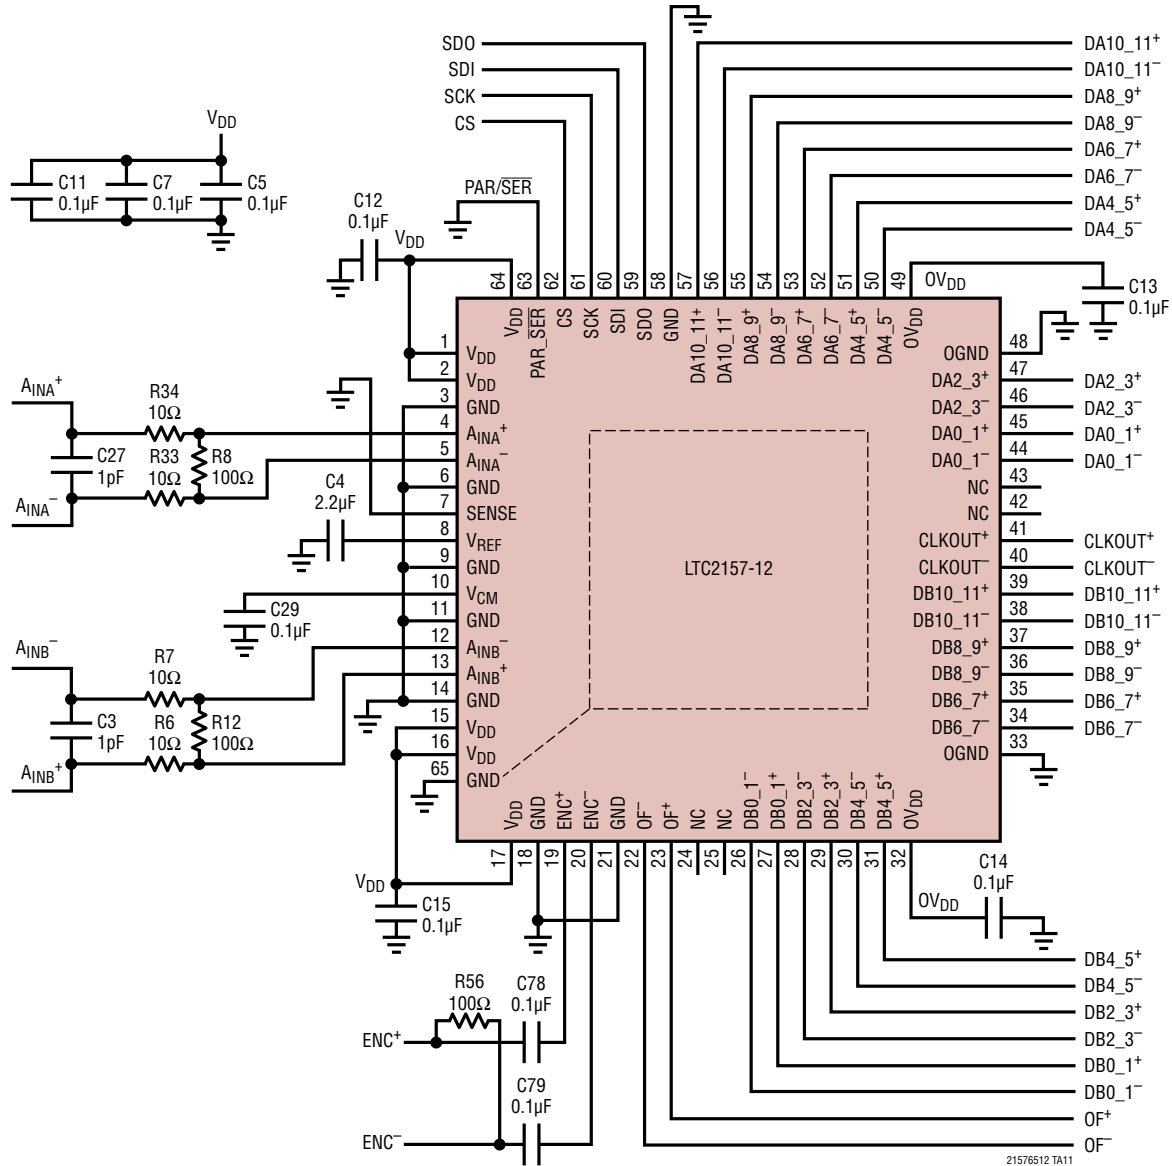 SDO
SDI
SCK
CS
DA10_11+
DA10_11−
DA8_9+
DA8_9−
DA6_7+
DA6_7−
DA4_5+
DA4_5−
VDD
C11
0.1µF
C7
0.1µF
C5
0.1µF
PAR/SER
C12
0.1µF
VDD
OVDD
C13
0.1µF
64
63
62
61
60
59
58
57
56
55
54
53
52
51
50
49
VDD
PAR_SER
CS
SCK
SDI
SDO
GND
DA10_11+
DA10_11−
DA8_9+
DA8_9−
DA6_7+
DA6_7−
DA4_5+
DA4_5−
OVDD
1 VDD
2 VDD
3 GND
4 AINA+
5 AINA−
6 GND
7 SENSE
8 VREF
9 GND
10 VCM
11 GND
12 AINB−
13 AINB+
14 GND
15 VDD
16 VDD
65 GND
AINA+
R34
10Ω
C27
1pF
R33
10Ω
R8
100Ω
AINA−
C4
2.2µF
C29
0.1µF
AINB−
R7
10Ω
C3
1pF
R6
10Ω
R12
100Ω
AINB+
LTC2157-12
OGND 48
DA2_3+ 47 DA2_3+
DA2_3− 46 DA2_3−
DA0_1+ 45 DA0_1+
DA0_1− 44 DA0_1−
NC 43
NC 42
CLKOUT+ 41 CLKOUT+
CLKOUT− 40 CLKOUT−
DB10_11+ 39 DB10_11+
DB10_11− 38 DB10_11−
DB8_9+ 37 DB8_9+
DB8_9− 36 DB8_9−
DB6_7+ 35 DB6_7+
DB6_7− 34 DB6_7−
OGND 33
VDD
GND
ENC+
ENC−
GND
OF−
OF+
NC
NC
DB0_1−
DB0_1+
DB2_3−
DB2_3+
DB4_5−
DB4_5+
OVDD
17
18
19
20
21
22
23
24
25
26
27
28
29
30
31
32
VDD
C15
0.1µF
C14
0.1µF
OVDD
R56
100Ω
C78
0.1µF
ENC+
C79
0.1µF
ENC−
DB4_5+
DB4_5−
DB2_3+
DB2_3−
DB0_1+
DB0_1−
OF+
OF−
21576512 TA11